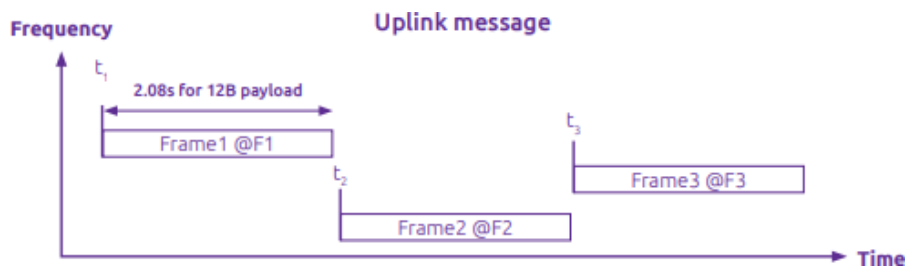 Uplink message
Frequency
t1
2.08s for 12B payload
Frame1 @F1
t2
Frame2 @F2
t3
Frame3 @F3
Time